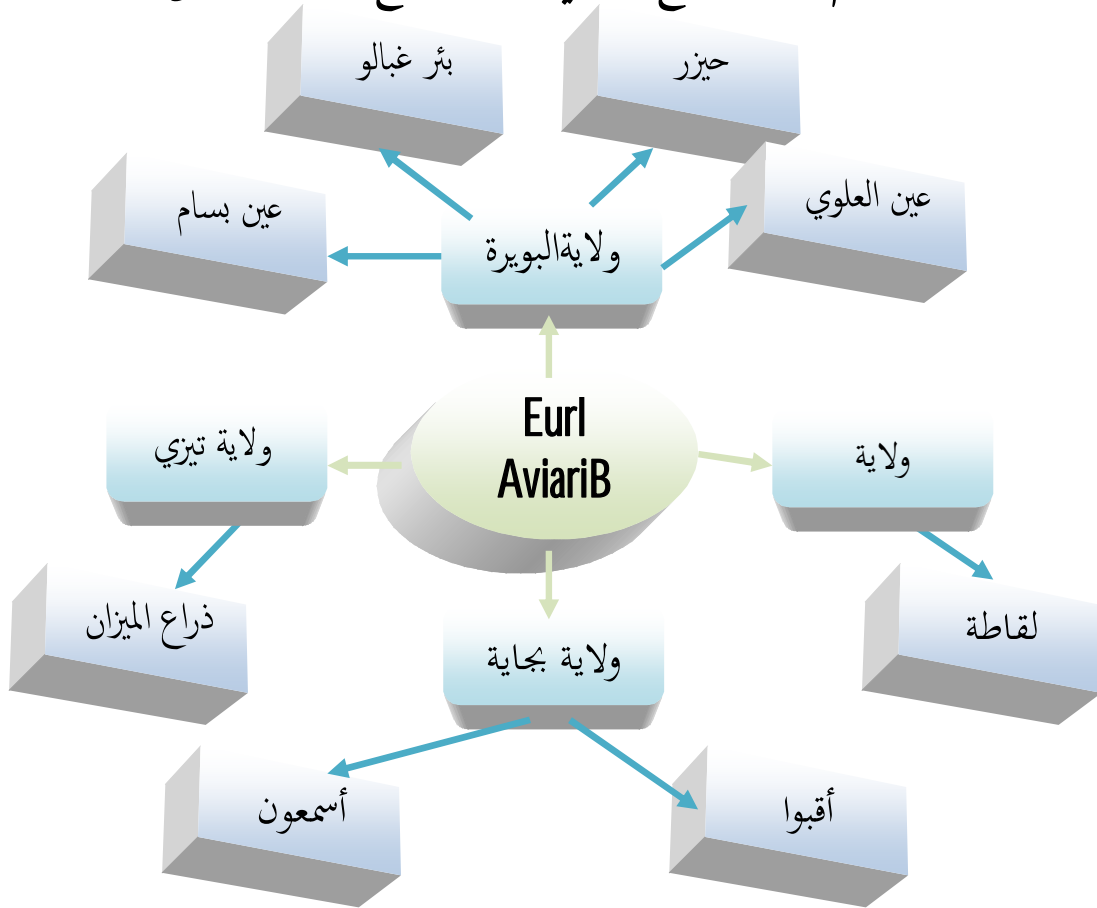 بئر غبالو
حيزر
عين بسام
عين العلوي
ولايةالبويرة
Eurl
AviariB
ولاية تيزي
ولاية
ذراع الميزان
ولاية بجاية
لقاطة
أسمعون
أقبوا